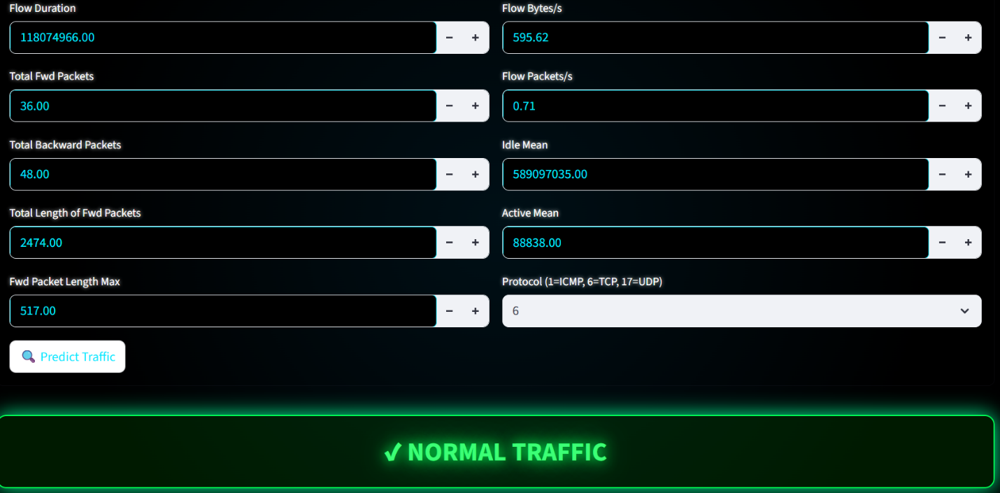 Flow Duration
118074966.00
Total Fwd Packets
36.00
Total Backward Packets
48.00
Total Length of Fwd Packets
2474.00
Fwd Packet Length Max
517.00
Flow Bytes/s
595.62
Flow Packets/s
0.71
Idle Mean
589097035.00
Active Mean
88838.00
Protocol (1=ICMP, 6=TCP, 17=UDP)
6
Predict Traffic
✓ NORMAL TRAFFIC